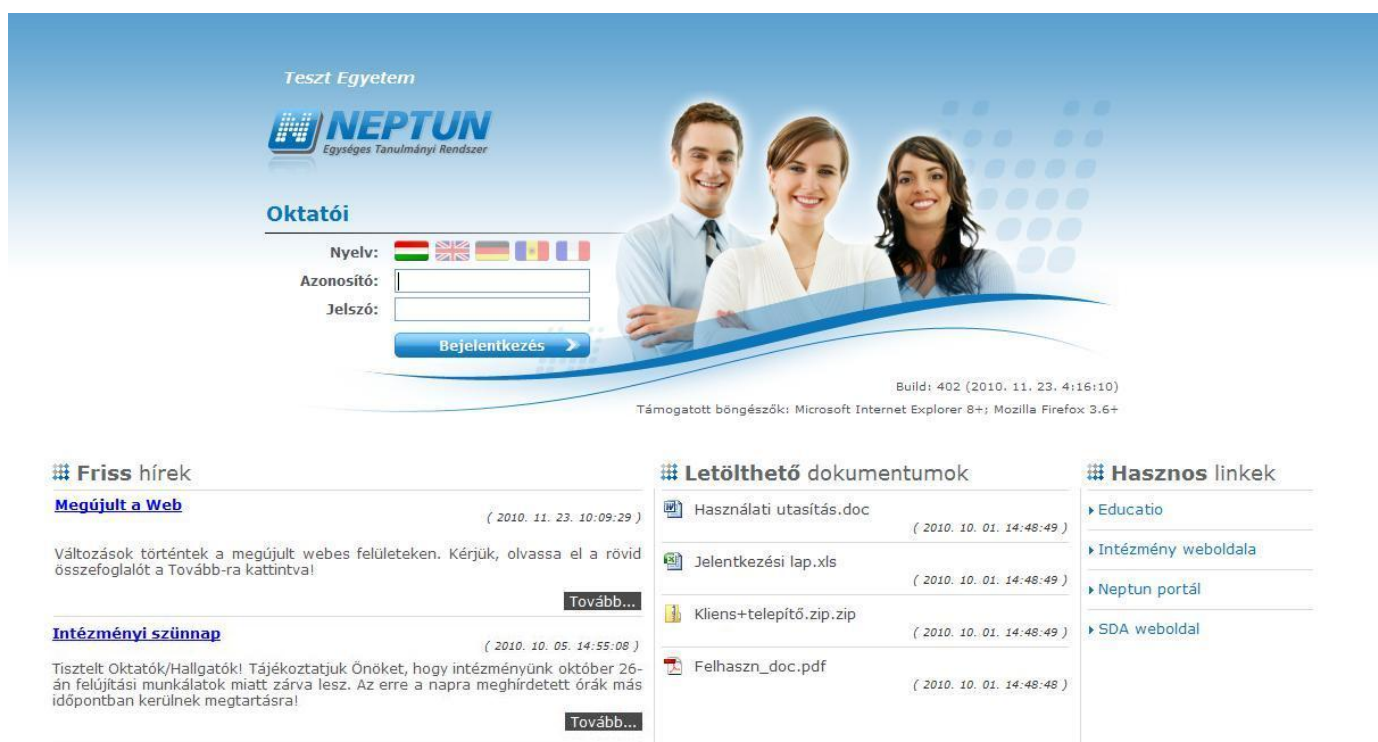 Teszt Egyetem
NEPTUN
Egységes Tanulmányi Rendszer
Oktatói
Nyelv:
Azonosító:
Jelszó:
Bejelentkezés
Build: 402 (2010. 11. 23. 4:16:10)
Támogatott böngészők: Microsoft Internet Explorer 8+; Mozilla Firefox 3.6+
Friss hírek
Megújult a Web
( 2010. 11. 23. 10:09:29 )
Változások történtek a megújult webes felületeken. Kérjük, olvassa el a rövid
összefoglalót a Tovább-ra kattintva!
Tovább...
Intézményi szünnap
( 2010. 10. 05. 14:55:08 )
Tisztelt Oktatók/Hallgatók! Tájékoztatjuk Önöket, hogy intézményünk október 26-
án felújítási munkálatok miatt zárva lesz. Az erre a napra meghírdetett órák más
időpontban kerülnek megtartásra!
Tovább...
Letölthető dokumentumok
Használati utasítás.doc
( 2010. 10. 01. 14:48:49 )
Jelentkezési lap.xls
( 2010. 10. 01. 14:48:49 )
Kliens+telepítő.zip.zip
( 2010. 10. 01. 14:48:49 )
Felhaszn_doc.pdf
( 2010. 10. 01. 14:48:48 )
Hasznos linkek
Educatio
Intézmény weboldala
Neptun portál
SDA weboldal